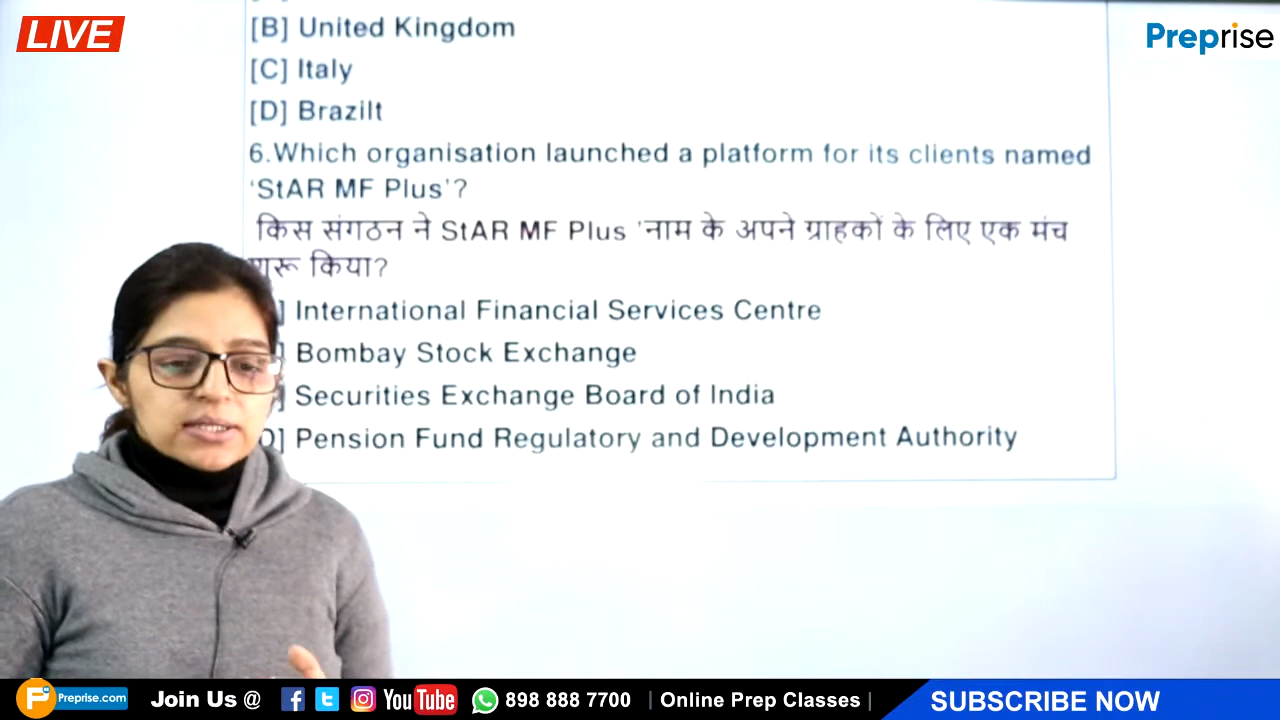 LIVE
Preprise
[B] United Kingdom
[C] Italy
[D] Brazilt
6.Which organisation launched a platform for its clients named
‘StAR MF Plus’?
किस संगठन ने StAR MF Plus 'नाम के अपने ग्राहकों के लिए एक मंच
शुरू किया?
] International Financial Services Centre
] Bombay Stock Exchange
] Securities Exchange Board of India
D] Pension Fund Regulatory and Development Authority
Preprise.com
Join Us @
YouTube
898 888 7700
| Online Prep Classes |
SUBSCRIBE NOW